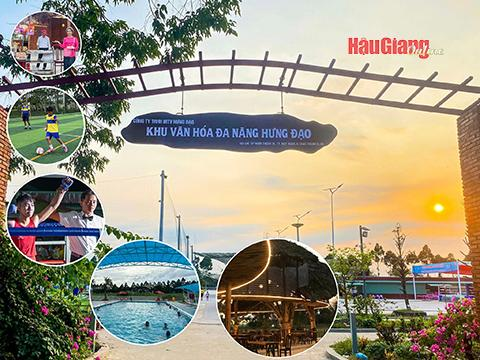 HậuGiang
CÔNG TY TNHH MTV HƯNG ĐẠO
KHU VĂN HÓA ĐA NĂNG HƯNG ĐẠO